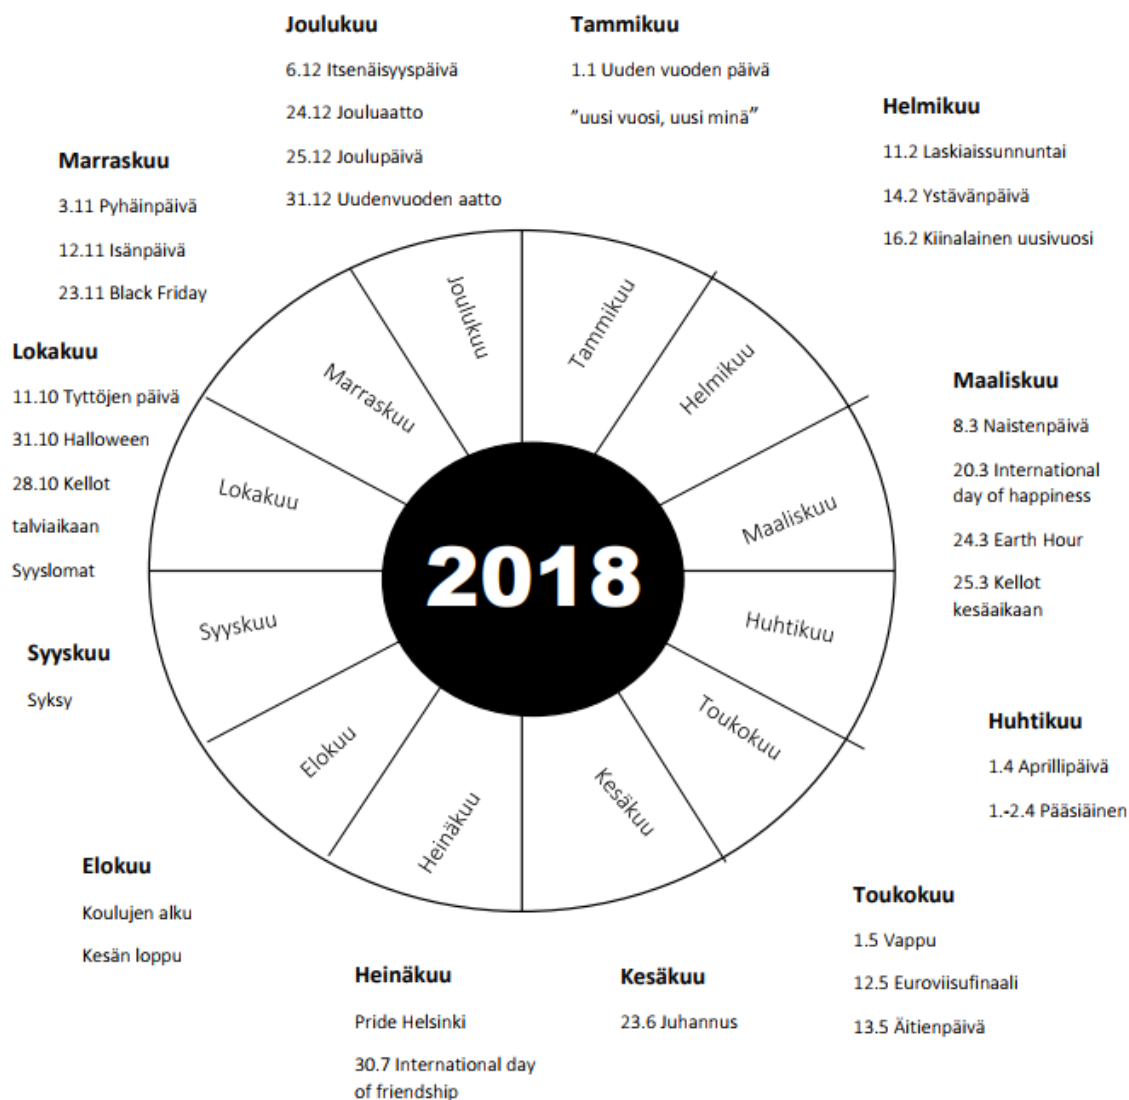 Joulukuu
6.12 Itsenäisyyspäivä
24.12 Jouluaatto
25.12 Joulupäivä
31.12 Uudenvuoden aatto
Tammikuu
1.1 Uuden vuoden päivä
”uusi vuosi, uusi minä”
Helmikuu
11.2 Laskiaissunnuntai
14.2 Ystävänpäivä
16.2 Kiinalainen uusivuosi
Marraskuu
3.11 Pyhäinpäivä
12.11 Isänpäivä
23.11 Black Friday
Lokakuu
11.10 Tyttöjen päivä
31.10 Halloween
28.10 Kellot
talviaikaan
Syyslomat
Maaliskuu
8.3 Naistenpäivä
20.3 International
day of happiness
24.3 Earth Hour
25.3 Kellot
kesäaikaan
Joulukuu
Tammikuu
Helmikuu
Maaliskuu
Huhtikuu
Toukokuu
Kesäkuu
Heinäkuu
Elokuu
Syyskuu
Lokakuu
Marraskuu
2018
Syyskuu
Syksy
Huhtikuu
1.4 Aprillipäivä
1.-2.4 Pääsiäinen
Elokuu
Koulujen alku
Kesän loppu
Toukokuu
1.5 Vappu
12.5 Euroviisufinaali
13.5 Äitienpäivä
Heinäkuu
Pride Helsinki
30.7 International day
of friendship
Kesäkuu
23.6 Juhannus